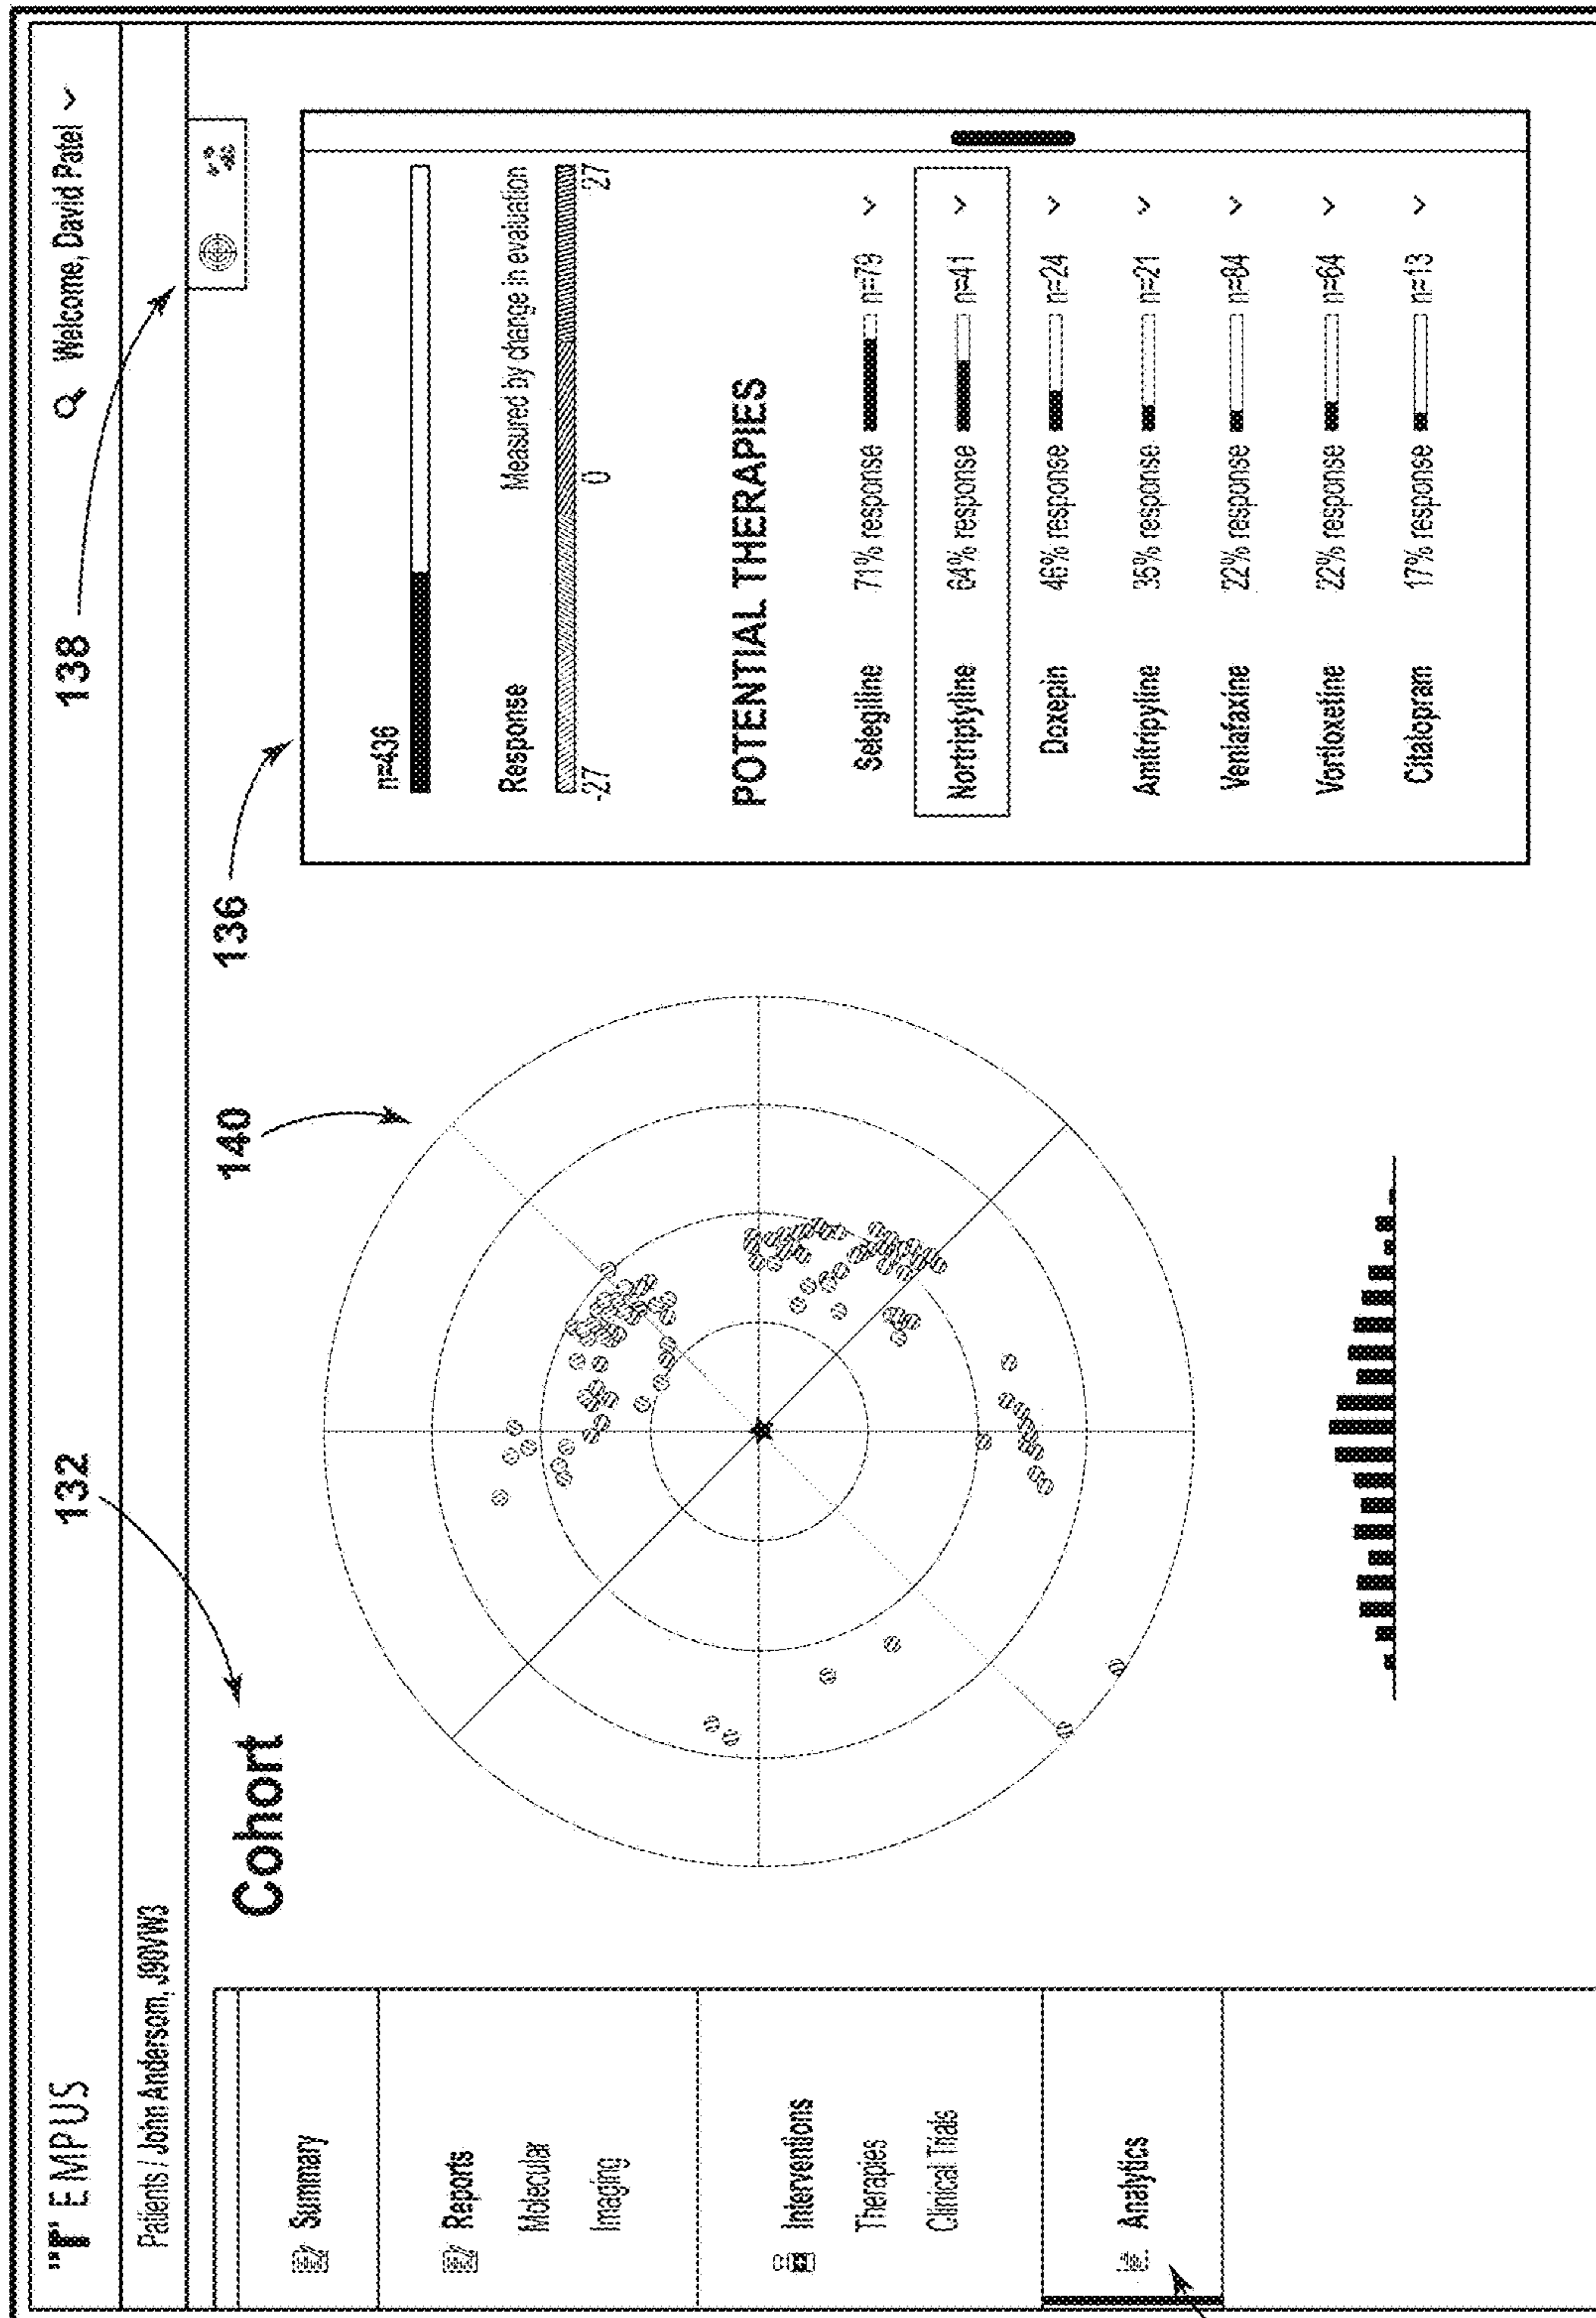 138
132
140
136
TEMPUS
Welcome, David Patel
Patients / John Anderson, J90VW3
Summary
Reports
Molecular
Imaging
Interventions
Therapies
Clinical Trials
Analytics
Cohort
n=436
Response Measured by change in evaluation
-27 0 27
POTENTIAL THERAPIES
Selegiline 71% response n=79
Nortriptyline 64% response n=41
Doxepin 46% response n=24
Amitripyline 35% response n=21
Venlafaxine 22% response n=84
Vortioxetine 22% response n=64
Citalopram 17% response n=13